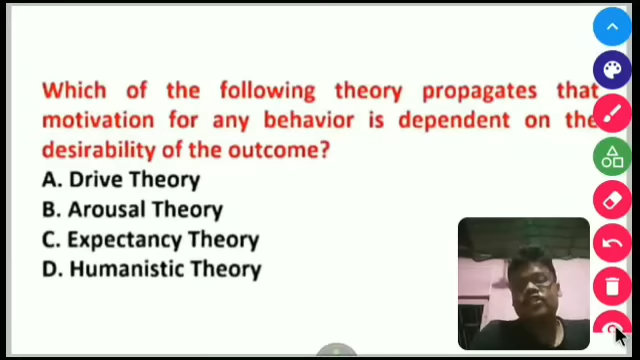 Which of the following theory propagates that
motivation for any behavior is dependent on the
desirability of the outcome?
A. Drive Theory
B. Arousal Theory
C. Expectancy Theory
D. Humanistic Theory